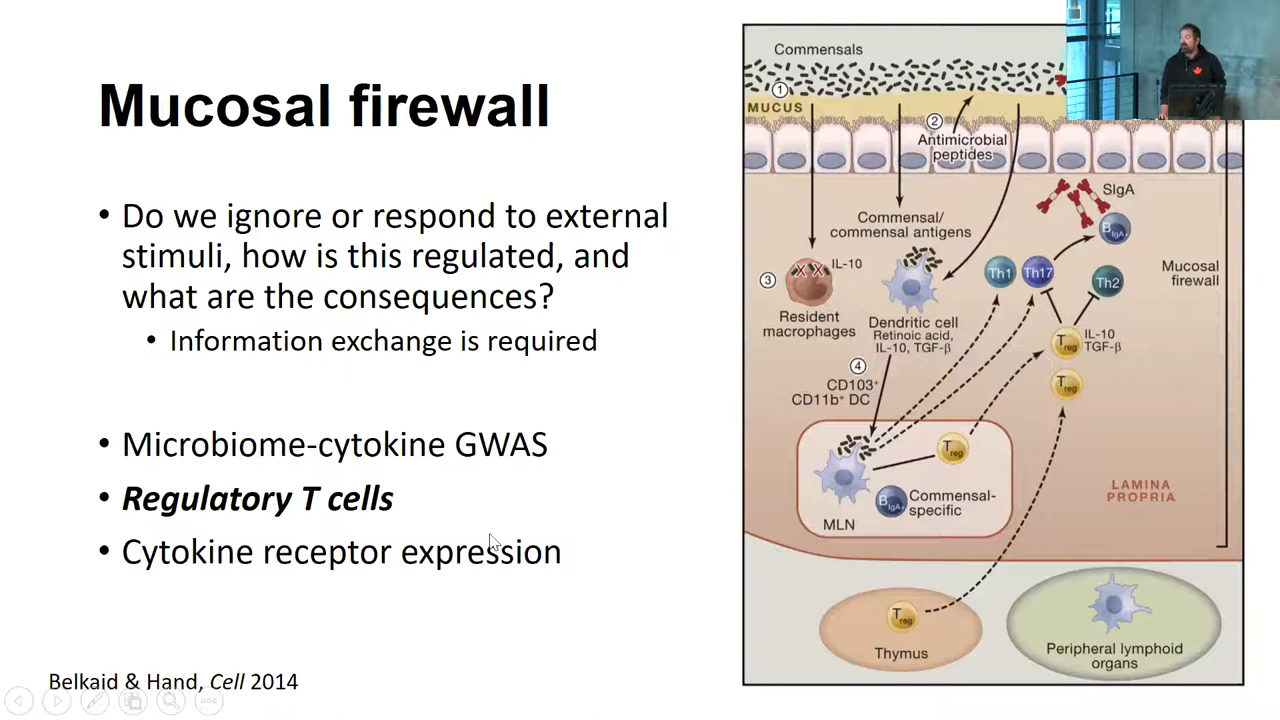 Mucosal firewall
• Do we ignore or respond to external
stimuli, how is this regulated, and
what are the consequences?
• Information exchange is required
• Microbiome-cytokine GWAS
• Regulatory T cells
• Cytokine receptor expression
Belkaid & Hand, Cell 2014
Commensals
1
MUCUS
2
Antimicrobial
peptides
SIgA
B IgA+
Commensal/
commensal antigens
IL-10
3
Resident
macrophages
Dendritic cell
Retinoic acid,
IL-10, TGF-β
Th1
Th17
Th2
Mucosal
firewall
Treg
IL-10
TGF-β
Treg
4
CD103+
CD11b+ DC
Treg
B IgA+
Commensal-
specific
MLN
LAMINA
PROPRIA
Treg
Thymus
Peripheral lymphoid
organs